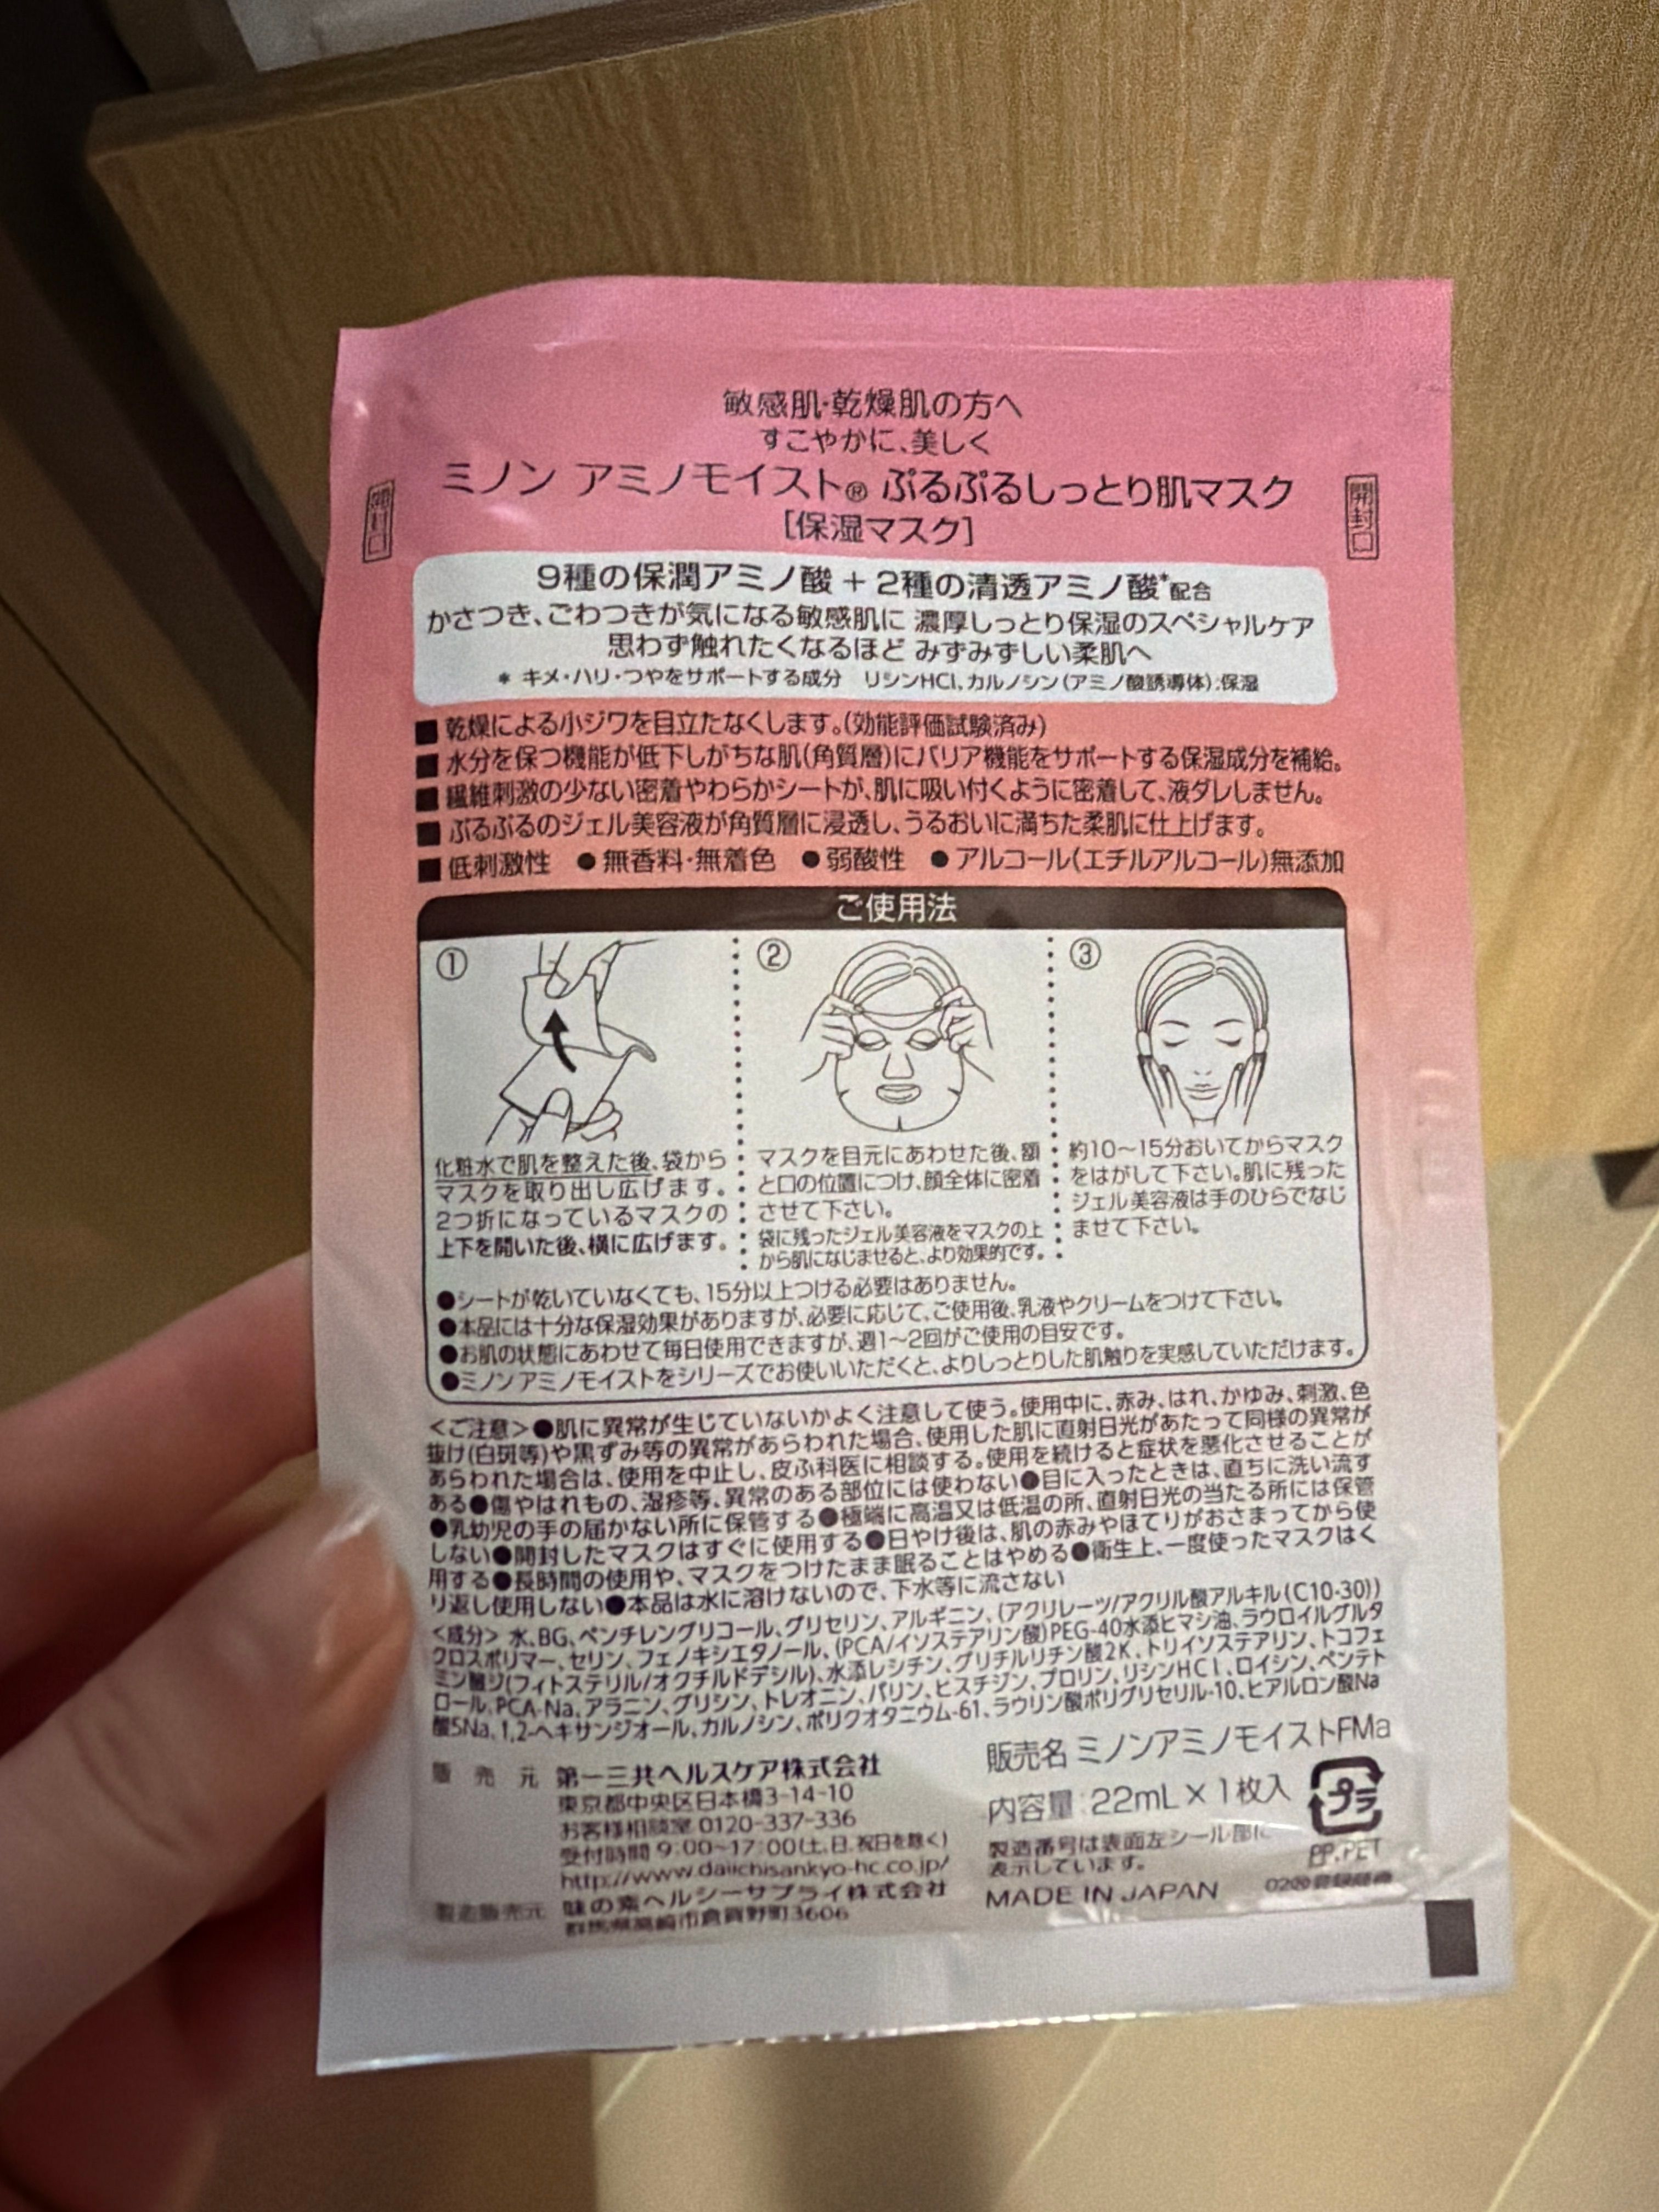 敏感肌・乾燥肌の方へ
すこやかに、美しく
ミノン アミノモイスト® ぷるぷるしっとり肌マスク
[保湿マスク]
開封口
開封口
9種の保潤アミノ酸＋2種の清透アミノ酸*配合
かさつき、ごわつきが気になる敏感肌に 濃厚しっとり保湿のスペシャルケア
思わず触れたくなるほど みずみずしい柔肌へ
* キメ・ハリ・つやをサポートする成分 リシンHCl、カルノシン(アミノ酸誘導体):保湿
■ 乾燥による小ジワを目立たなくします。(効能評価試験済み)
■ 水分を保つ機能が低下しがちな肌(角質層)にバリア機能をサポートする保湿成分を補給。
■ 繊維刺激の少ない密着やわらかシートが、肌に吸い付くように密着して、液ダレしません。
■ ぷるぷるのジェル美容液が角質層に浸透し、うるおいに満ちた柔肌に仕上げます。
■ 低刺激性 ●無香料・無着色 ●弱酸性 ●アルコール(エチルアルコール)無添加
ご使用法
①
化粧水で肌を整えた後、袋から
マスクを取り出し広げます。
2つ折になっているマスクの
上下を開いた後、横に広げます。
②
マスクを目元にあわせた後、額
と口の位置につけ、顔全体に密着
させて下さい。
袋に残ったジェル美容液をマスクの上
から肌になじませると、より効果的です。
③
約10～15分おいてからマスク
をはがして下さい。肌に残った
ジェル美容液は手のひらでなじ
ませて下さい。
●シートが乾いていなくても、15分以上つける必要はありません。
●本品には十分な保湿効果がありますが、必要に応じて、ご使用後、乳液やクリームをつけて下さい。
●お肌の状態にあわせて毎日使用できますが、週1～2回がご使用の目安です。
●ミノンアミノモイストをシリーズでお使いいただくと、よりしっとりした肌触りを実感していただけます。
＜ご注意＞●肌に異常が生じていないかよく注意して使う。使用中に、赤み、はれ、かゆみ、刺激、色
抜け(白斑等)や黒ずみ等の異常があらわれた場合、使用した肌に直射日光があたって同様の異常が
あらわれた場合は、使用を中止し、皮ふ科医に相談する。使用を続けると症状を悪化させることが
ある●傷やはれもの、湿疹等、異常のある部位には使わない●目に入ったときは、直ちに洗い流す
●乳幼児の手の届かない所に保管する●極端に高温又は低温の所、直射日光の当たる所には保管
しない●開封したマスクはすぐに使用する●日やけ後は、肌の赤みやほてりがおさまってから使
用する●長時間の使用や、マスクをつけたまま眠ることはやめる●衛生上、一度使ったマスクはく
り返し使用しない●本品は水に溶けないので、下水等に流さない
＜成分＞ 水、BG、ペンチレングリコール、グリセリン、アルギニン、(アクリレーツ/アクリル酸アルキル(C10-30))
クロスポリマー、セリン、フェノキシエタノール、(PCA/イソステアリン酸)PEG-40水添ヒマシ油、ラウロイルグルタ
ミン酸ジ(フィトステリル/オクチルドデシル)、水添レシチン、グリチルリチン酸2K、トリイソステアリン、トコフェ
ロール、PCA-Na、アラニン、グリシン、トレオニン、バリン、ヒスチジン、プロリン、リシンHCl、ロイシン、ペンテト
酸5Na、1,2-ヘキサンジオール、カルノシン、ポリクオタニウム-61、ラウリン酸ポリグリセリル-10、ヒアルロン酸Na
販売元 第一三共ヘルスケア株式会社
東京都中央区日本橋3-14-10
お客様相談室 0120-337-336
受付時間 9:00~17:00(土、日、祝日を除く)
http://www.daiichisankyo-hc.co.jp/
製造販売元 味の素ヘルシーサプライ株式会社
群馬県高崎市倉賀野町3606
販売名 ミノンアミノモイストFMa
内容量:22mL×1枚入
製造番号は表面左シール部に
表示しています。
MADE IN JAPAN
プラ
PP、PET